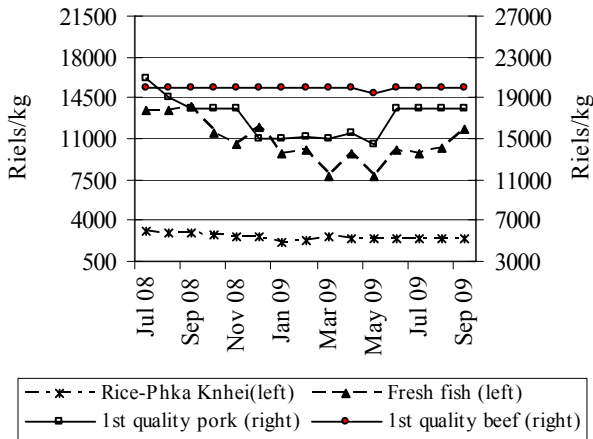 21500
18000
14500
11000
7500
4000
500
Riels/kg
27000
23000
19000
15000
11000
7000
3000
Riels/kg
Jul 08
Sep 08
Nov 08
Jan 09
Mar 09
May 09
Jul 09
Sep 09
Rice-Phka Knhei(left)
Fresh fish (left)
1st quality pork (right)
1st quality beef (right)